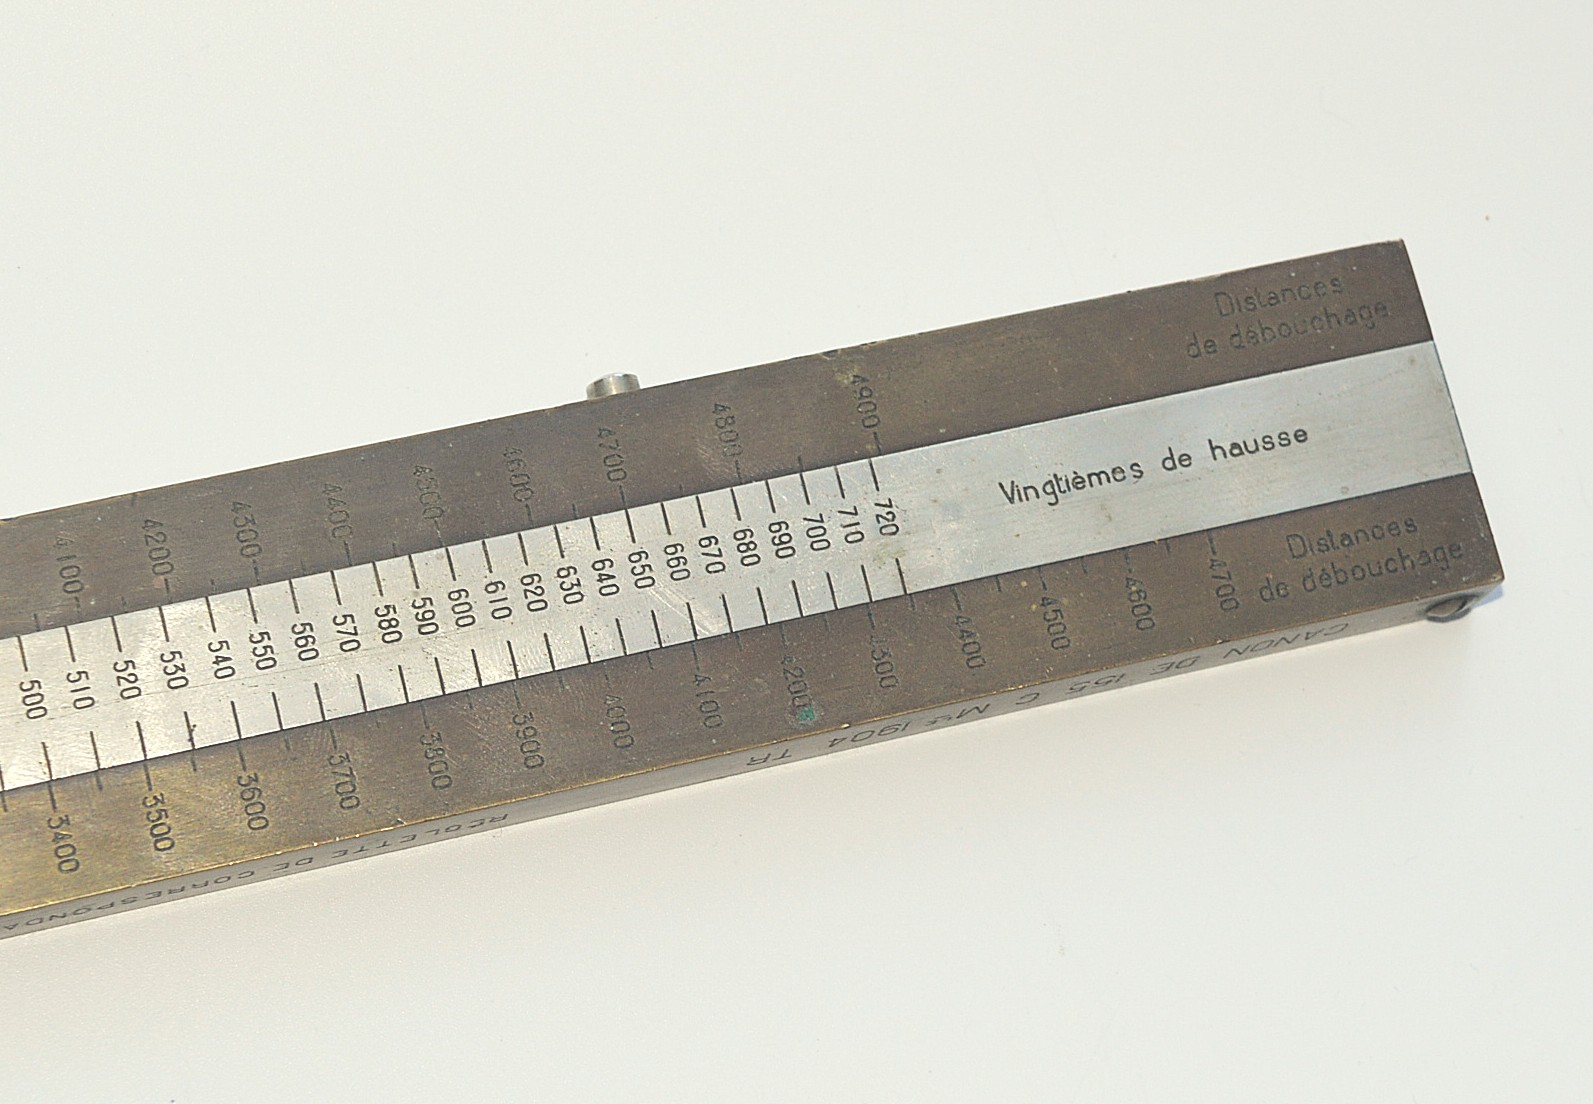 Distances
de débouchage
4100 4200 4300 4400 4500 4600 4700 4800 4900
500 510 520 530 540 550 560 570 580 590 600 610 620 630 640 650 660 670 680 690 700 710 720
Vingtièmes de hausse
3400 3500 3600 3700 3800 3900 4000 4100 4200 4300 4400 4500 4600 4700
Distances
de débouchage
CANON DE 155 C Mle 1904 TR
REGLETTE DE CORRESPONDA